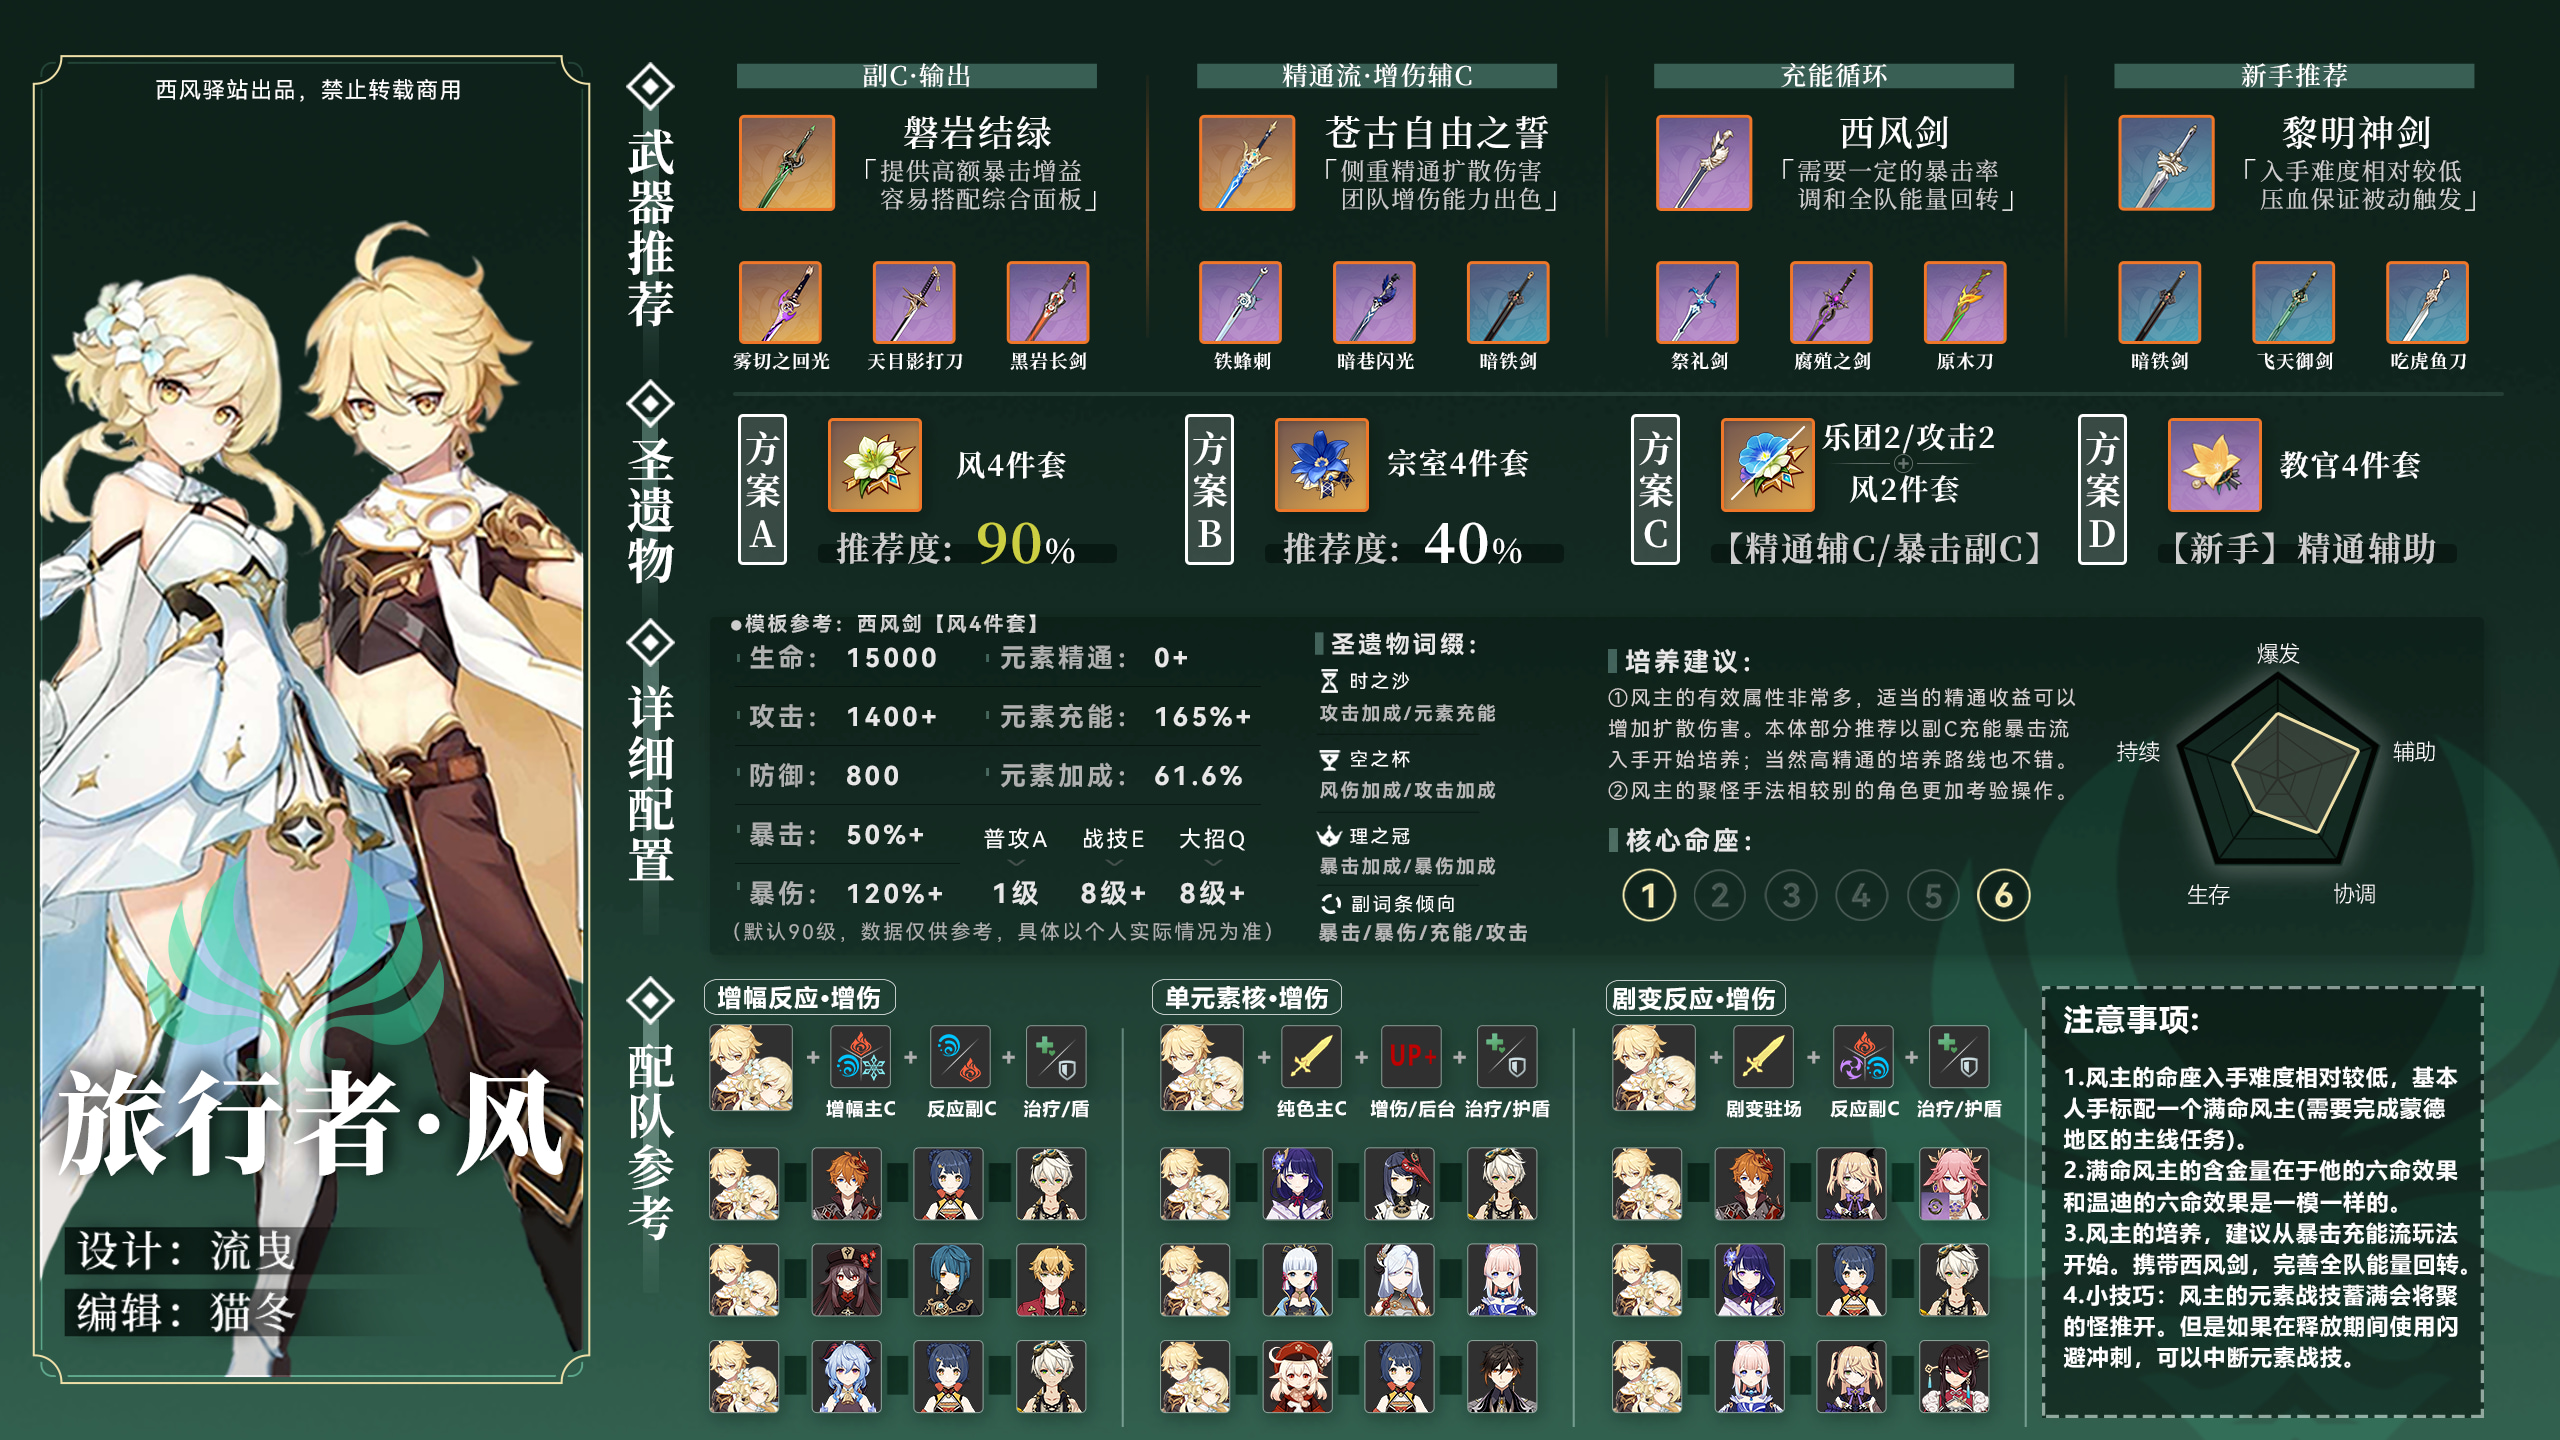 西风驿站出品，禁止转载商用
旅行者·风
设计：流曳
编辑：猫冬
武器推荐
副C·输出
磐岩结绿
「提供高额暴击增益
容易搭配综合面板」
雾切之回光
天目影打刀
黑岩长剑
精通流·增伤辅C
苍古自由之誓
「侧重精通扩散伤害
团队增伤能力出色」
铁蜂刺
暗巷闪光
暗铁剑
充能循环
西风剑
「需要一定的暴击率
调和全队能量回转」
祭礼剑
腐殖之剑
原木刀
新手推荐
黎明神剑
「入手难度相对较低
压血保证被动触发」
暗铁剑
飞天御剑
吃虎鱼刀
圣遗物
方案A
风4件套
推荐度：90%
方案B
宗室4件套
推荐度：40%
方案C
乐团2/攻击2
风2件套
【精通辅C/暴击副C】
方案D
教官4件套
【新手】精通辅助
详细配置
●模板参考：西风剑【风4件套】
生命：15000 元素精通：0+
攻击：1400+ 元素充能：165%+
防御：800 元素加成：61.6%
暴击：50%+ 普攻A 战技E 大招Q
暴伤：120%+ 1级 8级+ 8级+
(默认90级，数据仅供参考，具体以个人实际情况为准)
圣遗物词缀：
时之沙
攻击加成/元素充能
空之杯
风伤加成/攻击加成
理之冠
暴击加成/暴伤加成
副词条倾向
暴击/暴伤/充能/攻击
培养建议：
①风主的有效属性非常多，适当的精通收益可以
增加扩散伤害。本体部分推荐以副C充能暴击流
入手开始培养；当然高精通的培养路线也不错。
②风主的聚怪手法相较别的角色更加考验操作。
核心命座：
1 2 3 4 5 6
爆发
辅助
协调
生存
持续
配队参考
增幅反应·增伤
增幅主C 反应副C 治疗/盾
单元素核·增伤
UP+
纯色主C 增伤/后台 治疗/护盾
剧变反应·增伤
剧变驻场 反应副C 治疗/护盾
注意事项:
1.风主的命座入手难度相对较低，基本
人手标配一个满命风主(需要完成蒙德
地区的主线任务)。
2.满命风主的含金量在于他的六命效果
和温迪的六命效果是一模一样的。
3.风主的培养，建议从暴击充能流玩法
开始。携带西风剑，完善全队能量回转。
4.小技巧：风主的元素战技蓄满会将聚
的怪推开。但是如果在释放期间使用闪
避冲刺，可以中断元素战技。